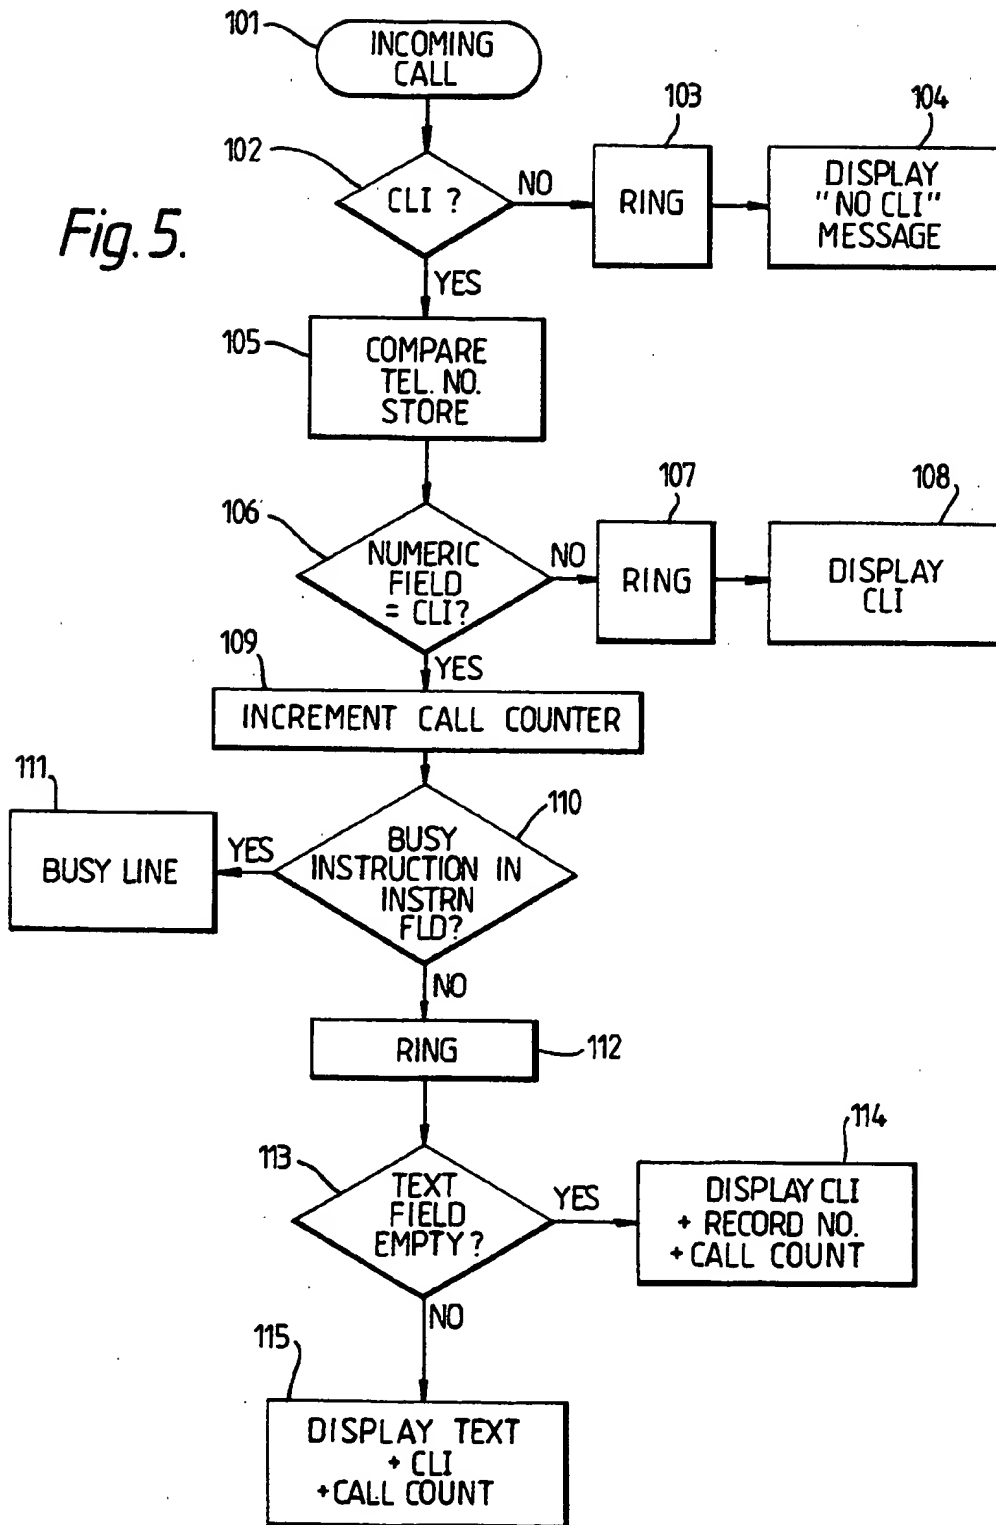 101
INCOMING
CALL
102
CLI ?
NO
103
RING
104
DISPLAY
"NO CLI"
MESSAGE
Fig. 5.
YES
105
COMPARE
TEL. NO.
STORE
106
NUMERIC
FIELD
= CLI?
NO
107
RING
108
DISPLAY
CLI
YES
109
INCREMENT CALL COUNTER
110
BUSY
INSTRUCTION IN
INSTRN
FLD?
YES
111
BUSY LINE
NO
RING
112
113
TEXT
FIELD
EMPTY ?
YES
114
DISPLAY CLI
+ RECORD NO.
+CALL COUNT
NO
115
DISPLAY TEXT
+ CLI
+CALL COUNT